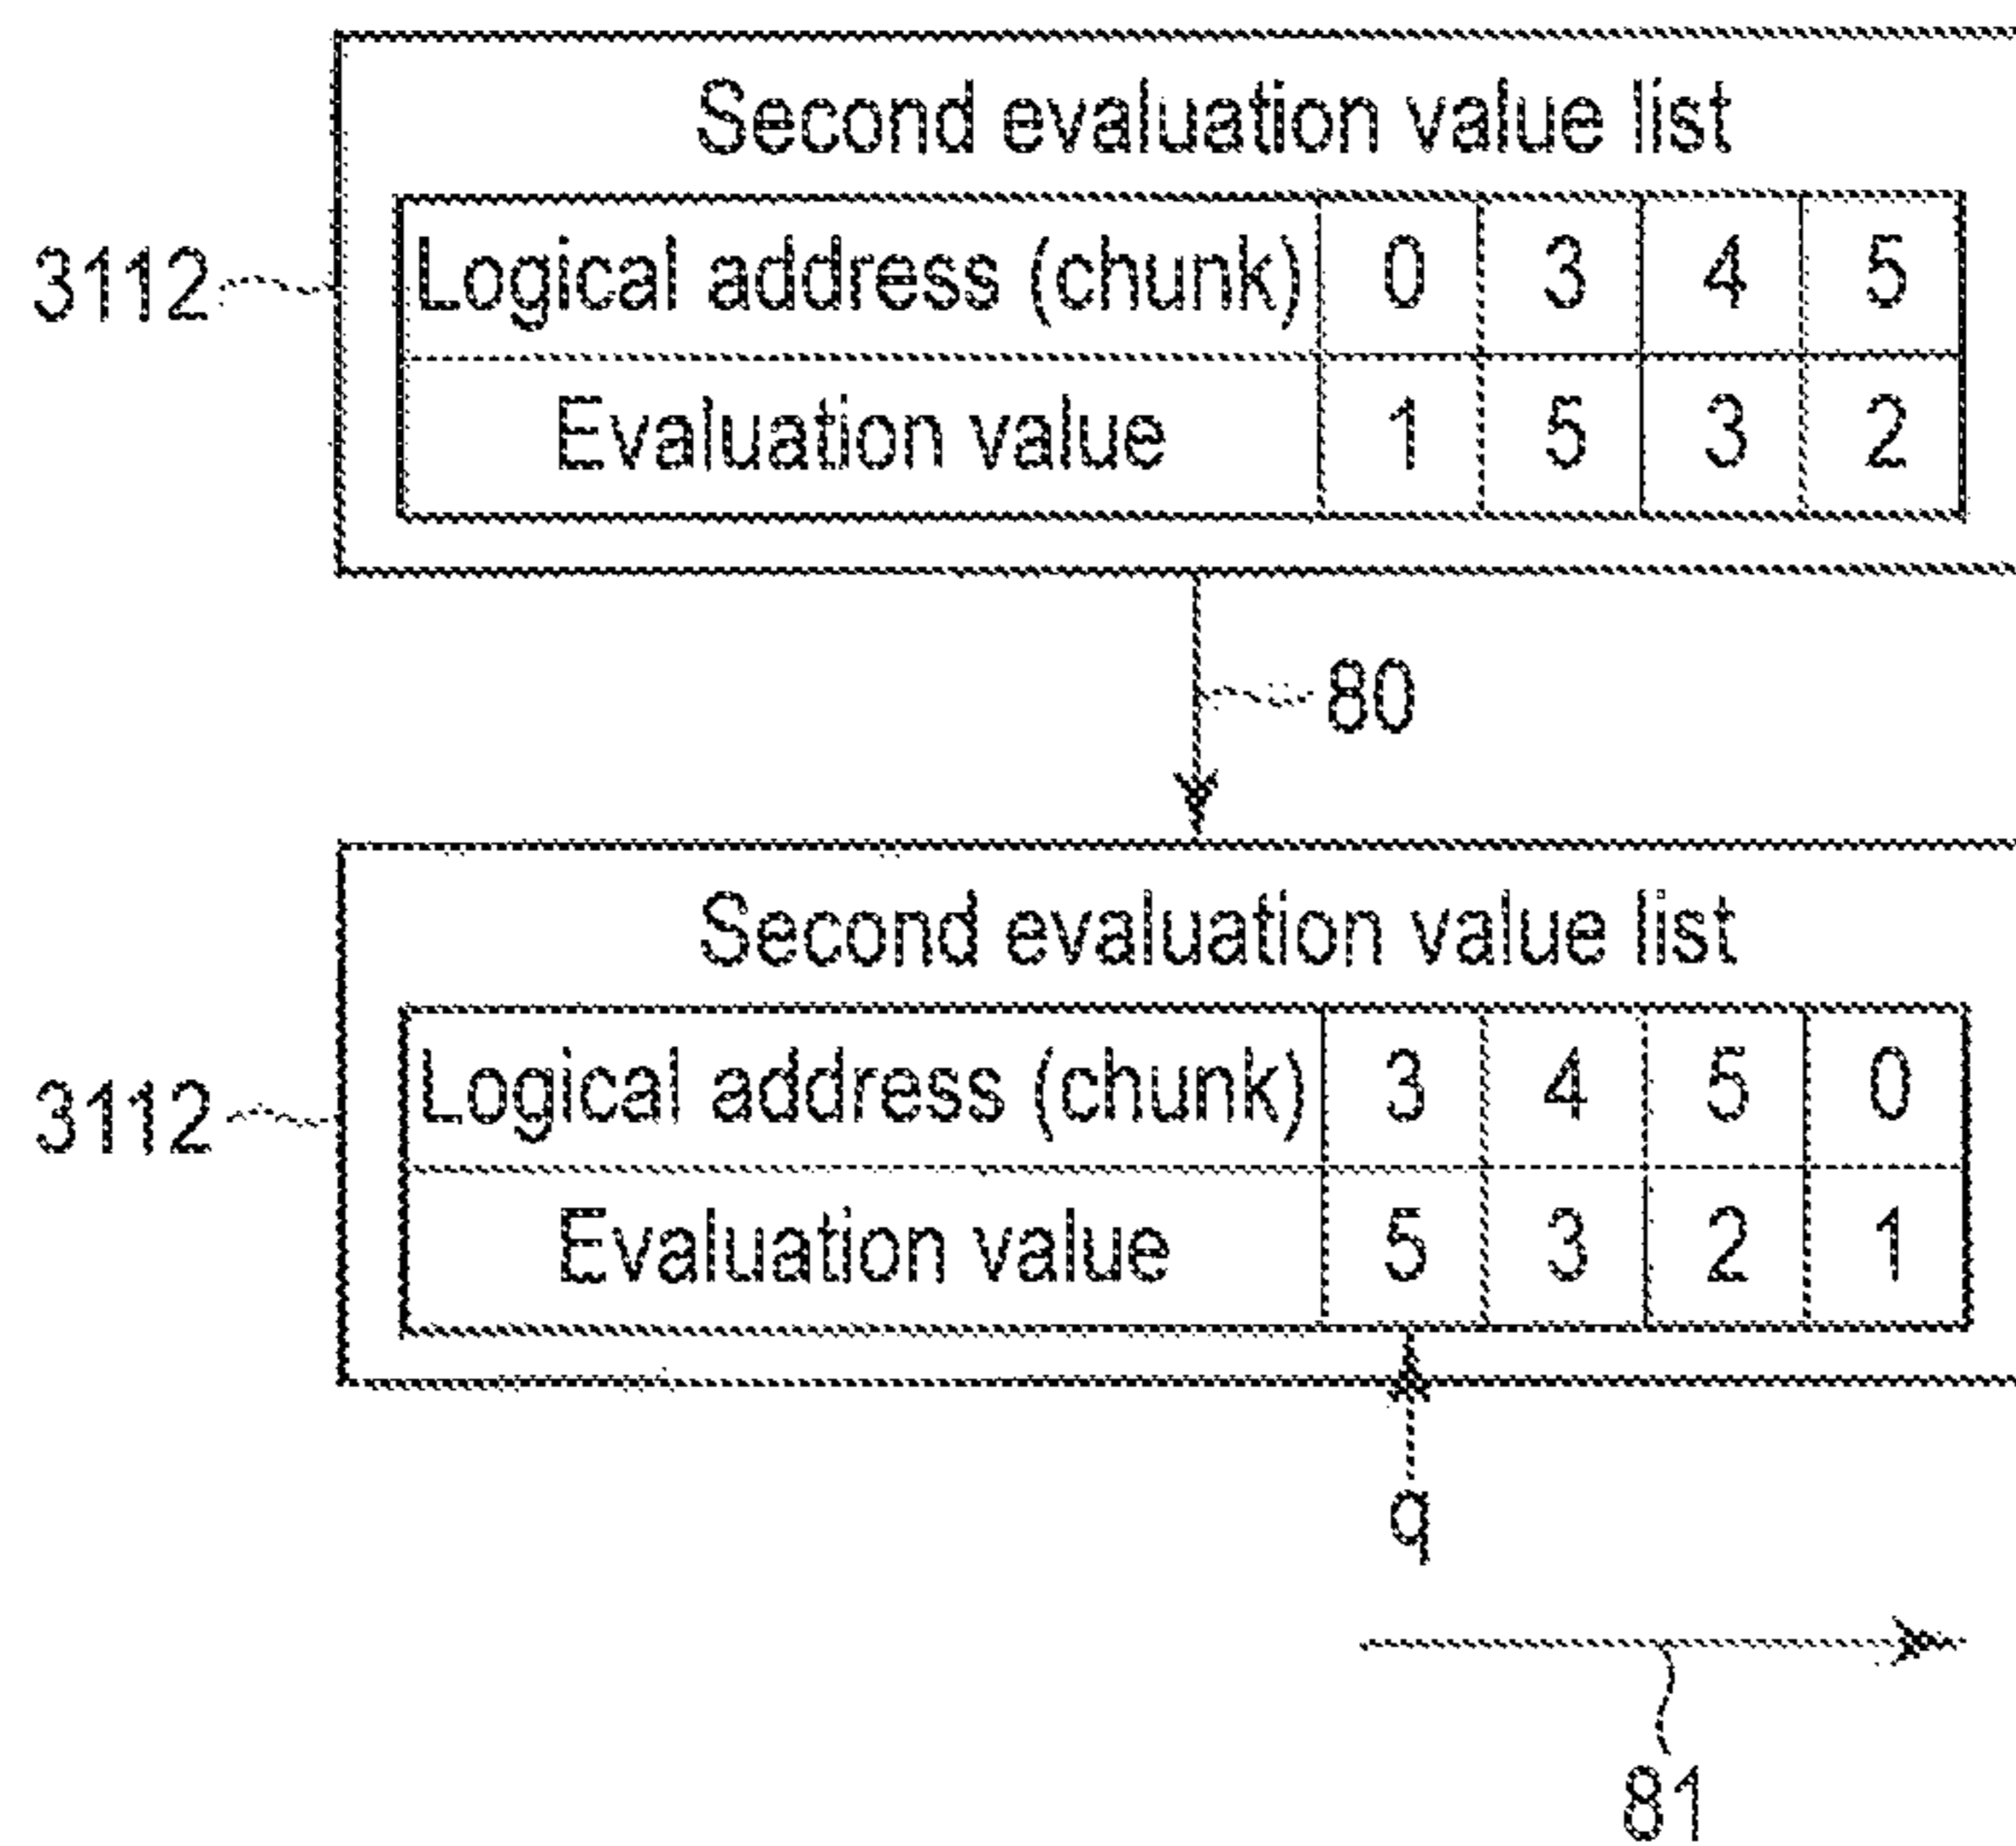 Second evaluation value list
3112
Logical address (chunk) 0 3 4 5
Evaluation value 1 5 3 2
80
Second evaluation value list
3112
Logical address (chunk) 3 4 5 0
Evaluation value 5 3 2 1
q
81